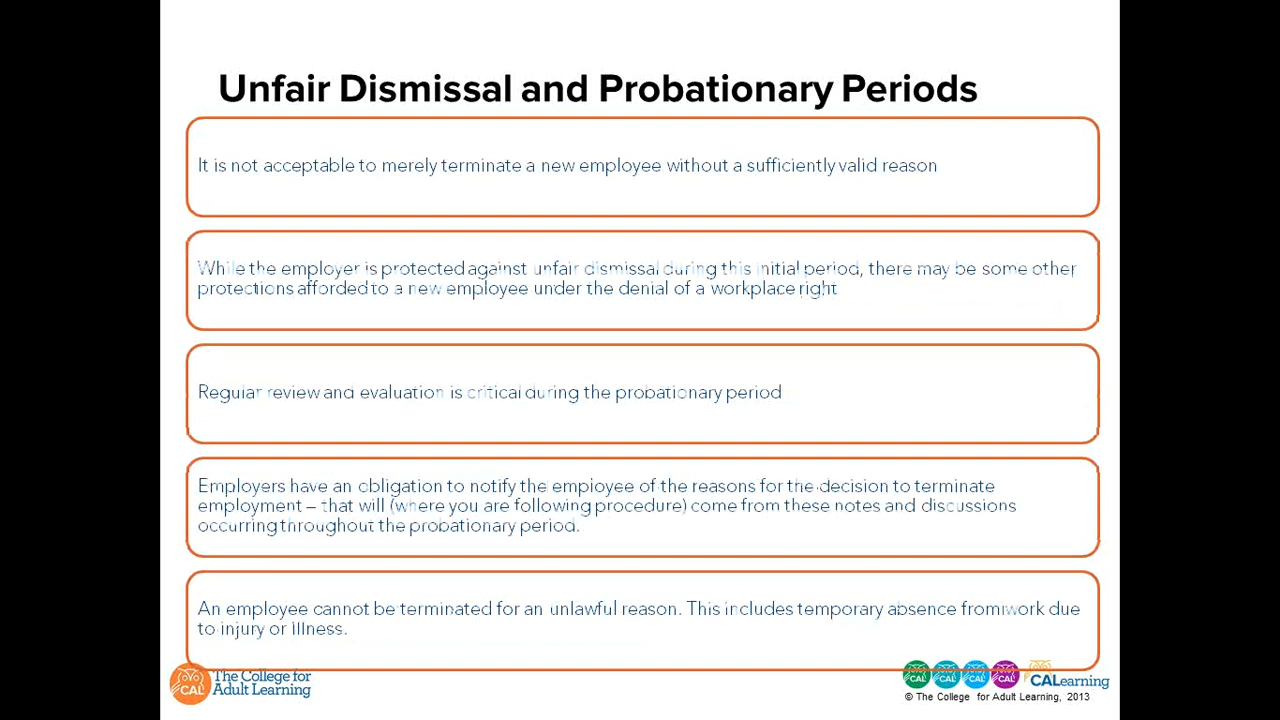 Unfair Dismissal and Probationary Periods
It is not acceptable to merely terminate a new employee without a sufficiently valid reason
While the employer is protected against unfair dismissal during this initial period, there may be some other
protections afforded to a new employee under the denial of a workplace right
Regular review and evaluation is critical during the probationary period
Employers have an obligation to notify the employee of the reasons for the decision to terminate
employment – that will (where you are following procedure) come from these notes and discussions
occurring throughout the probationary period.
An employee cannot be terminated for an unlawful reason. This includes temporary absence from work due
to injury or illness.
CAL
The College for
Adult Learning
CAL CAL CAL CAL
CALearning
© The College for Adult Learning, 2013